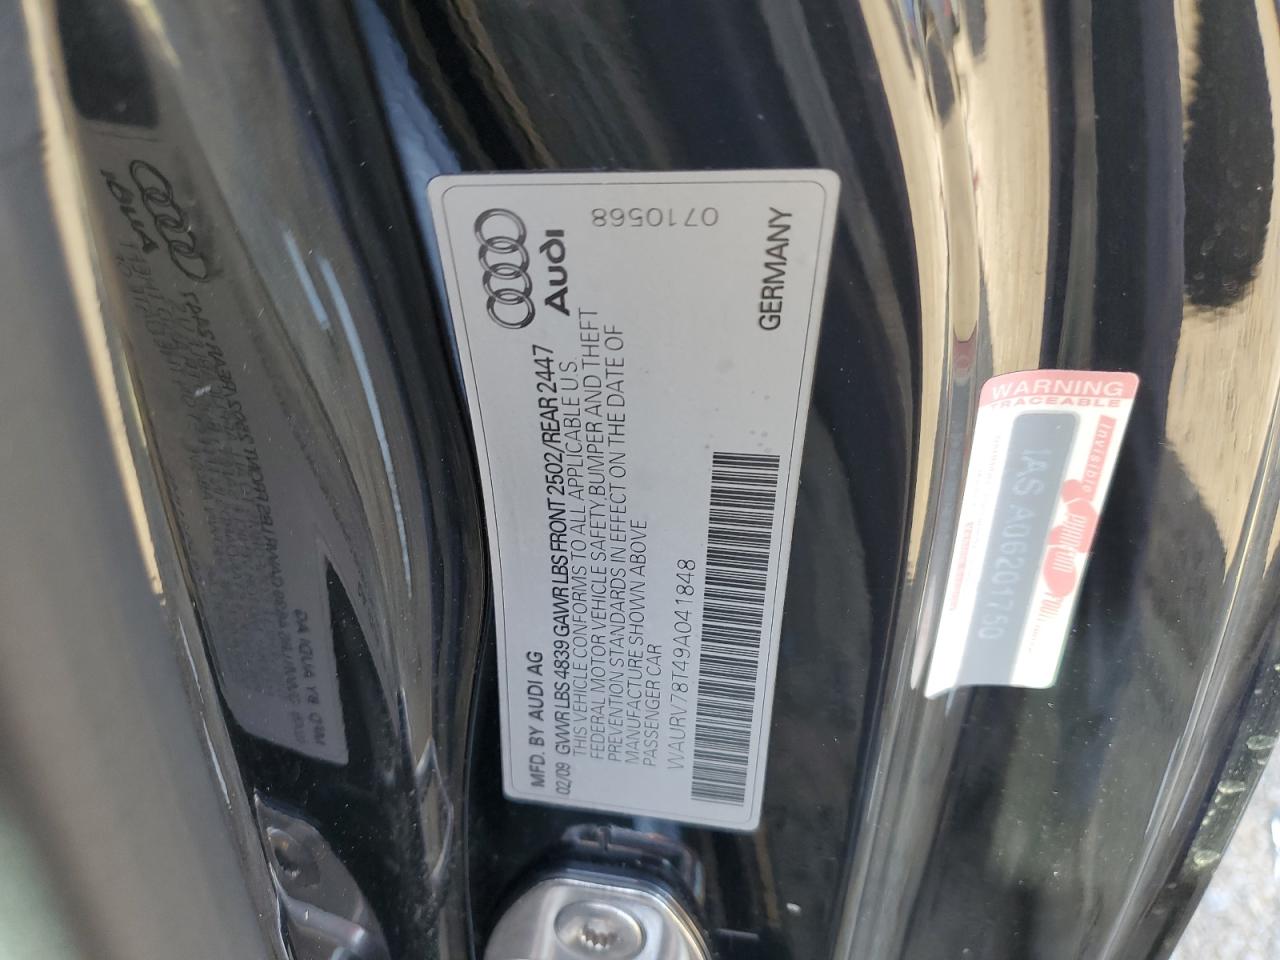 MFD. BY AUDI AG
02/09 GVWR LBS 4839 GAWR LBS FRONT 2502/REAR 2447
THIS VEHICLE CONFORMS TO ALL APPLICABLE U.S.
FEDERAL MOTOR VEHICLE SAFETY, BUMPER AND THEFT
PREVENTION STANDARDS IN EFFECT ON THE DATE OF
MANUFACTURE SHOWN ABOVE
PASSENGER CAR
WAURV78T49A041848
Audi
0710568
GERMANY
WARNING
TRACEABLE
Invisible
IAS A06201750